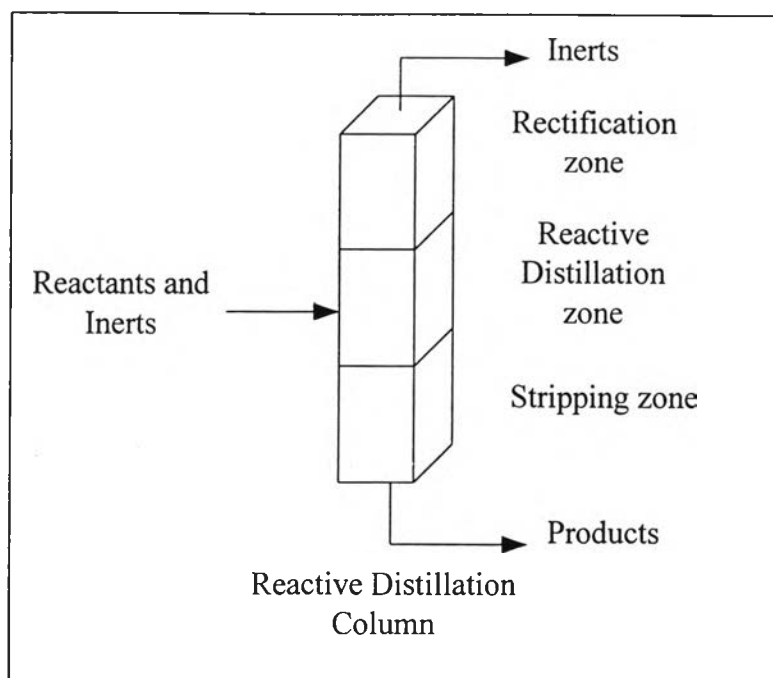 Inerts
Rectification
zone
Reactants and
Inerts
Reactive
Distillation
zone
Stripping zone
Products
Reactive Distillation
Column